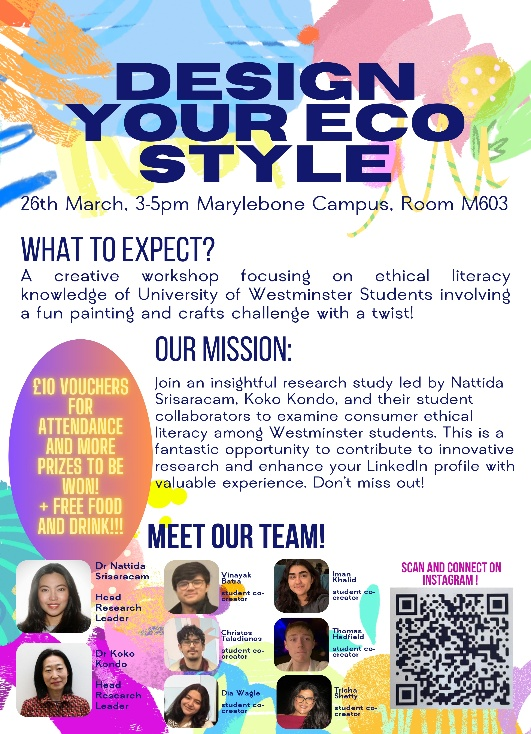 DESIGN
YOUR ECO
STYLE
26th March, 3-5pm Marylebone Campus, Room M603
WHAT TO EXPECT?
A creative workshop focusing on ethical literacy
knowledge of University of Westminster Students involving
a fun painting and crafts challenge with a twist!
OUR MISSION:
Join an insightful research study led by Nattida
Srisaracam, Koko Kondo, and their student
collaborators to examine consumer ethical
literacy among Westminster students. This is a
fantastic opportunity to contribute to innovative
research and enhance your LinkedIn profile with
valuable experience. Don't miss out!
£10 VOUCHERS
FOR
ATTENDANCE
AND MORE
PRIZES TO BE
WON!
+ FREE FOOD
AND DRINK!!!
MEET OUR TEAM!
Dr Nattida
Srisaracam
Head
Research
Leader
Dr Koko
Kondo
Head
Research
Leader
Vinayak
Batra
student co-
creator
Christos
Taladianos
student co-
creator
Dia Wagle
student co-
creator
Iman
Khalid
student co-
creator
Thomas
Hadfield
student co-
creator
Tricha
Shetty
student co-
creator
SCAN AND CONNECT ON
INSTAGRAM !